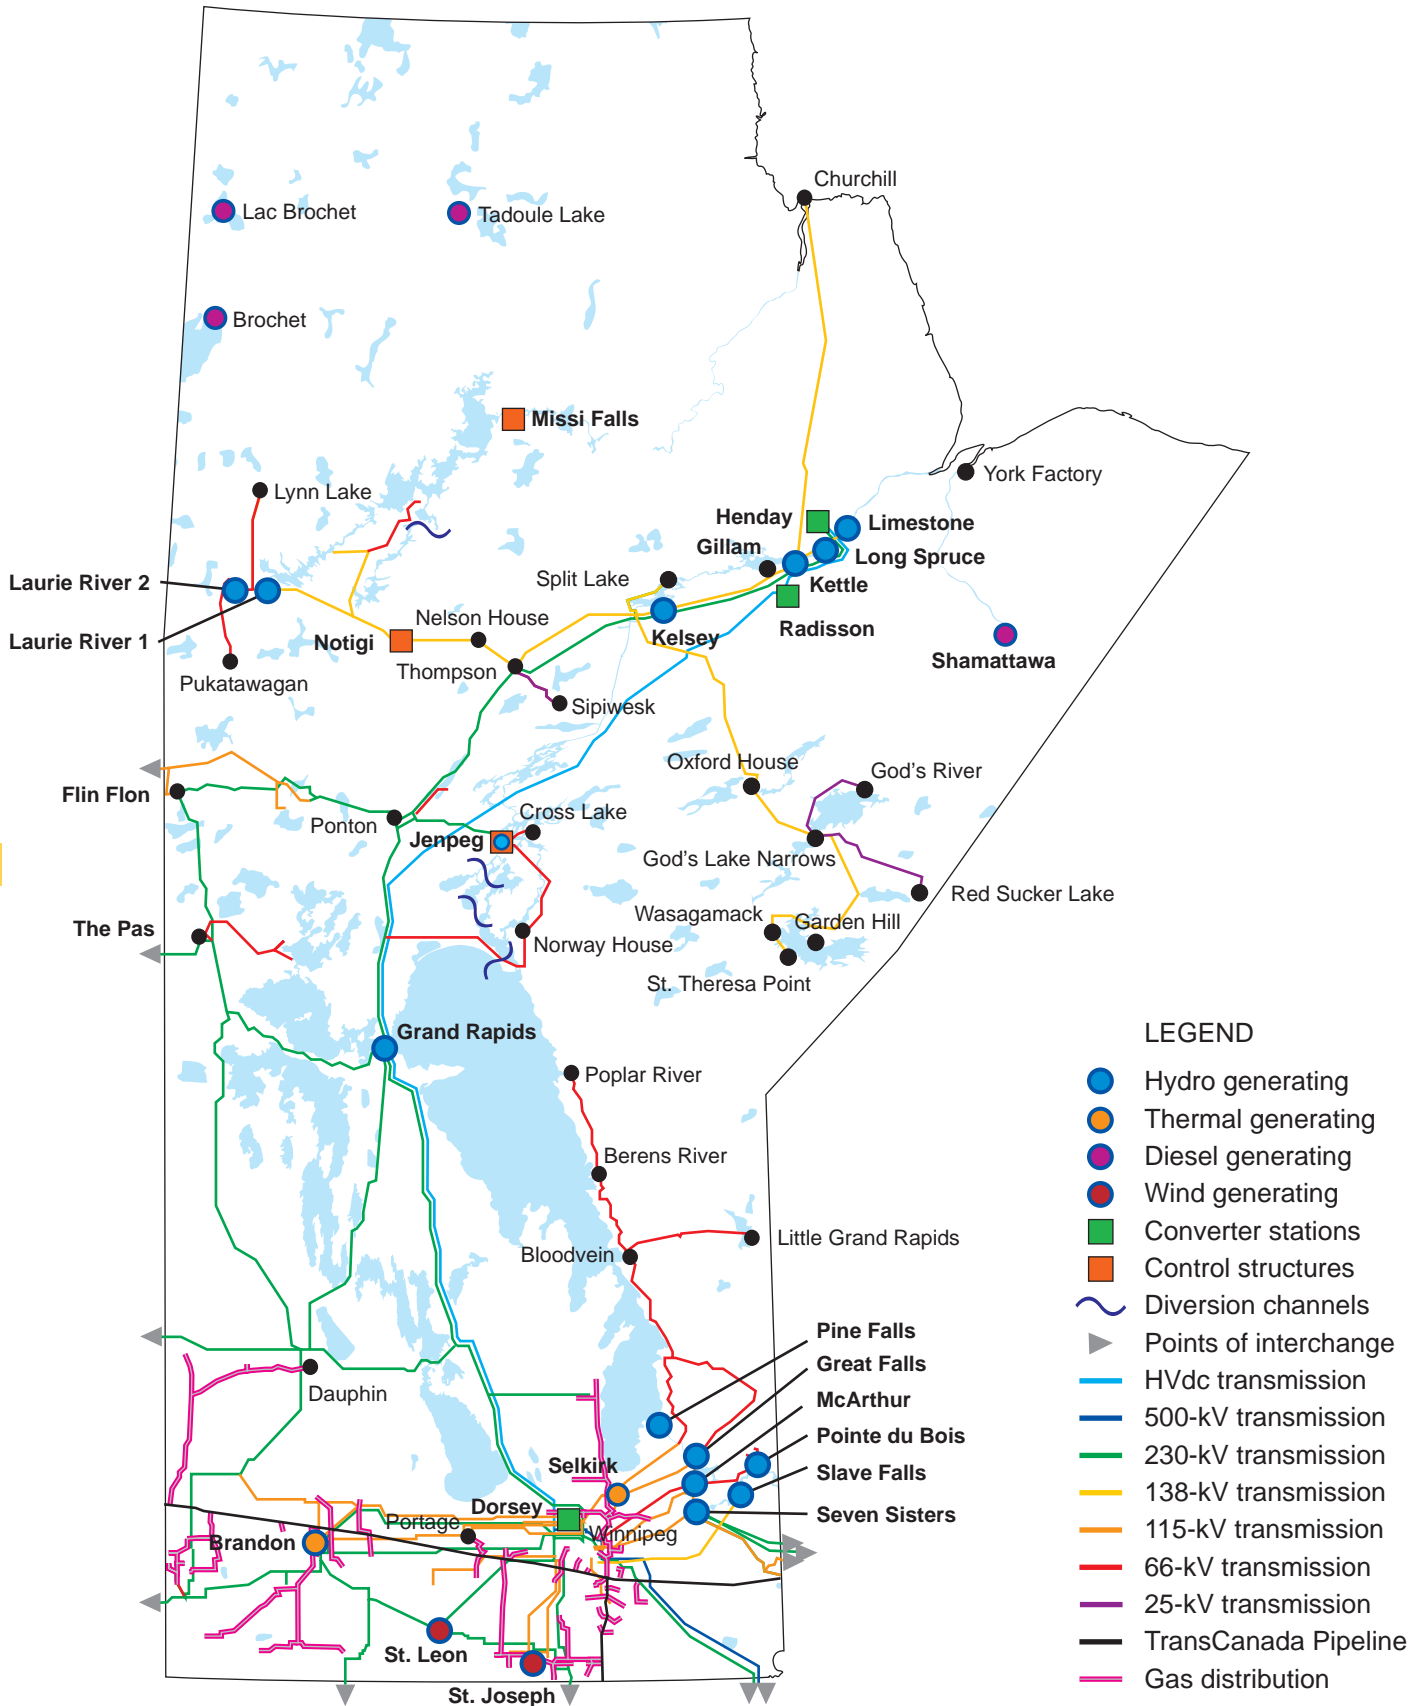 Churchill
Lac Brochet
Tadoule Lake
Brochet
Missi Falls
York Factory
Lynn Lake
Henday
Limestone
Gillam
Long Spruce
Split Lake
Kettle
Laurie River 2
Nelson House
Laurie River 1
Notigi
Kelsey
Radisson
Thompson
Shamattawa
Pukatawagan
Sipiwesk
Oxford House
God's River
Flin Flon
Ponton
Cross Lake
Jenpeg
God's Lake Narrows
Red Sucker Lake
Wasagamack
Garden Hill
The Pas
Norway House
St. Theresa Point
Grand Rapids
Poplar River
Berens River
Little Grand Rapids
Bloodvein
Pine Falls
Great Falls
Dauphin
McArthur
Pointe du Bois
Selkirk
Slave Falls
Dorsey
Seven Sisters
Portage
Winnipeg
Brandon
St. Leon
St. Joseph
LEGEND
Hydro generating
Thermal generating
Diesel generating
Wind generating
Converter stations
Control structures
Diversion channels
Points of interchange
HVdc transmission
500-kV transmission
230-kV transmission
138-kV transmission
115-kV transmission
66-kV transmission
25-kV transmission
TransCanada Pipeline
Gas distribution